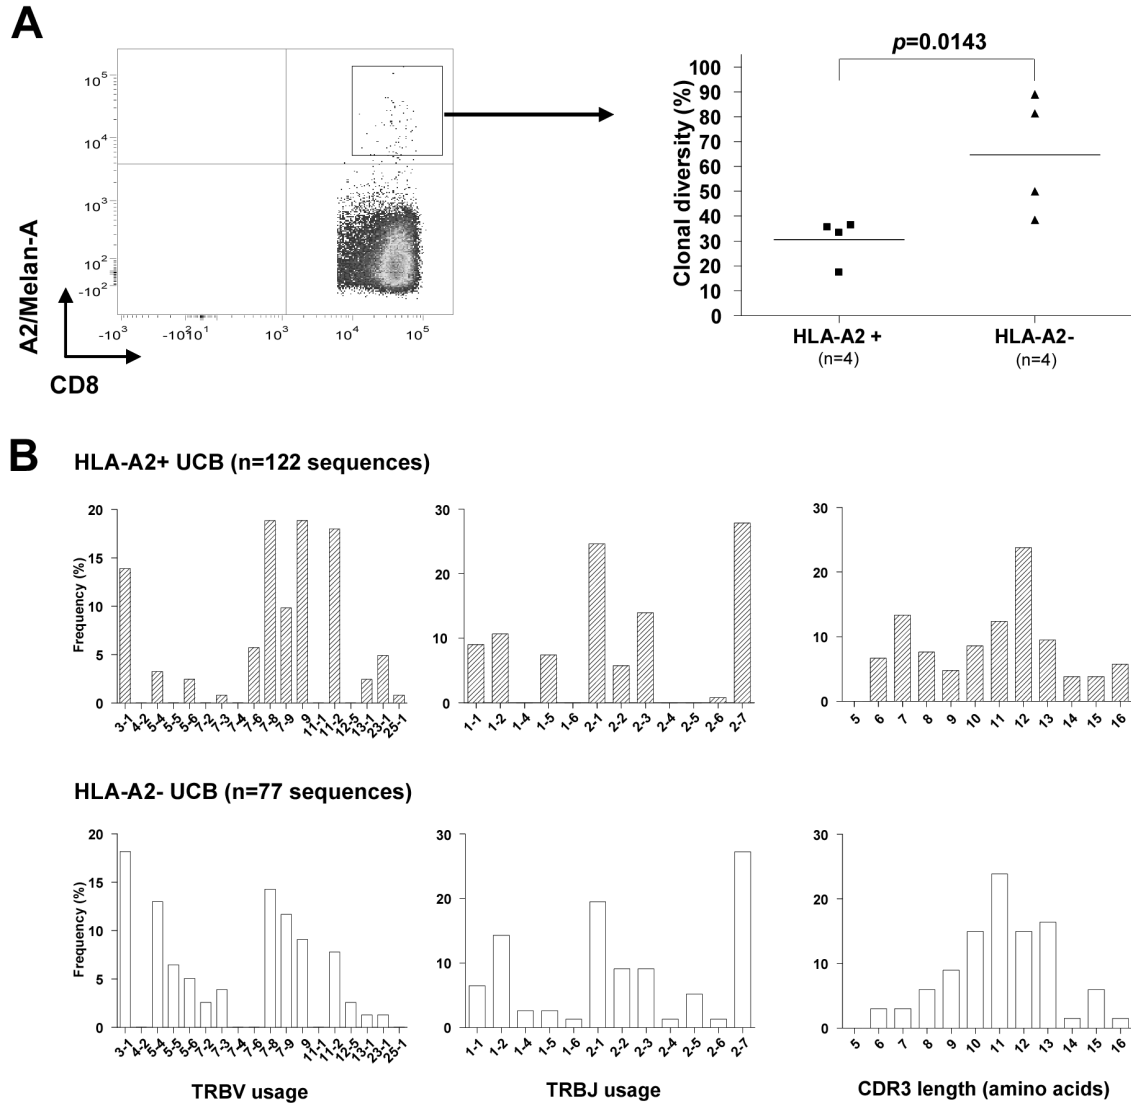 A
A2/Melan-A
10^5
10^4
10^3
10^2
-10^2
-10^3
-10^1 0 10^1
10^3
10^4
10^5
CD8
p=0.0143
Clonal diversity (%)
100
90
80
70
60
50
40
30
20
10
0
HLA-A2 + HLA-A2-
(n=4) (n=4)
B
HLA-A2+ UCB (n=122 sequences)
Frequency (%)
20
15
10
5
0
3-1 4-2 5-4 5-5 5-6 7-2 7-3 7-4 7-6 7-8 7-9 9 11-1 11-2 12-5 13-1 23-1 25-1
30
20
10
0
1-1 1-2 1-4 1-5 1-6 2-1 2-2 2-3 2-4 2-5 2-6 2-7
30
20
10
0
5 6 7 8 9 10 11 12 13 14 15 16
HLA-A2- UCB (n=77 sequences)
Frequency (%)
20
15
10
5
0
3-1 4-2 5-4 5-5 5-6 7-2 7-3 7-4 7-6 7-8 7-9 9 11-1 11-2 12-5 13-1 23-1 25-1
TRBV usage
30
20
10
0
1-1 1-2 1-4 1-5 1-6 2-1 2-2 2-3 2-4 2-5 2-6 2-7
TRBJ usage
30
20
10
0
5 6 7 8 9 10 11 12 13 14 15 16
CDR3 length (amino acids)